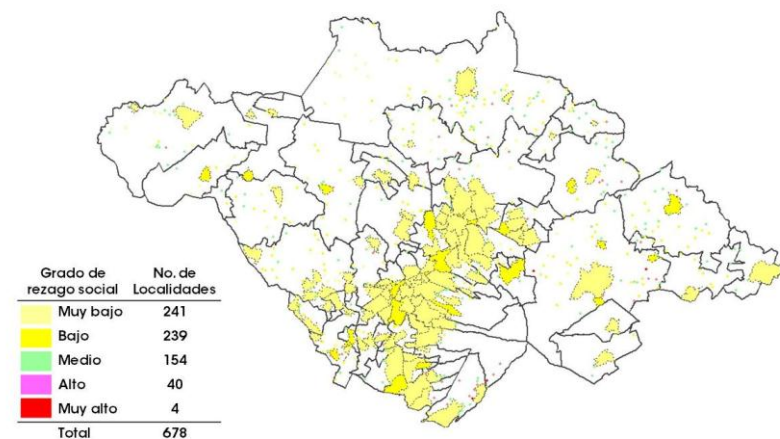 Grado de No. de
rezago social Localidades
Muy bajo 241
Bajo 239
Medio 154
Alto 40
Muy alto 4
Total 678